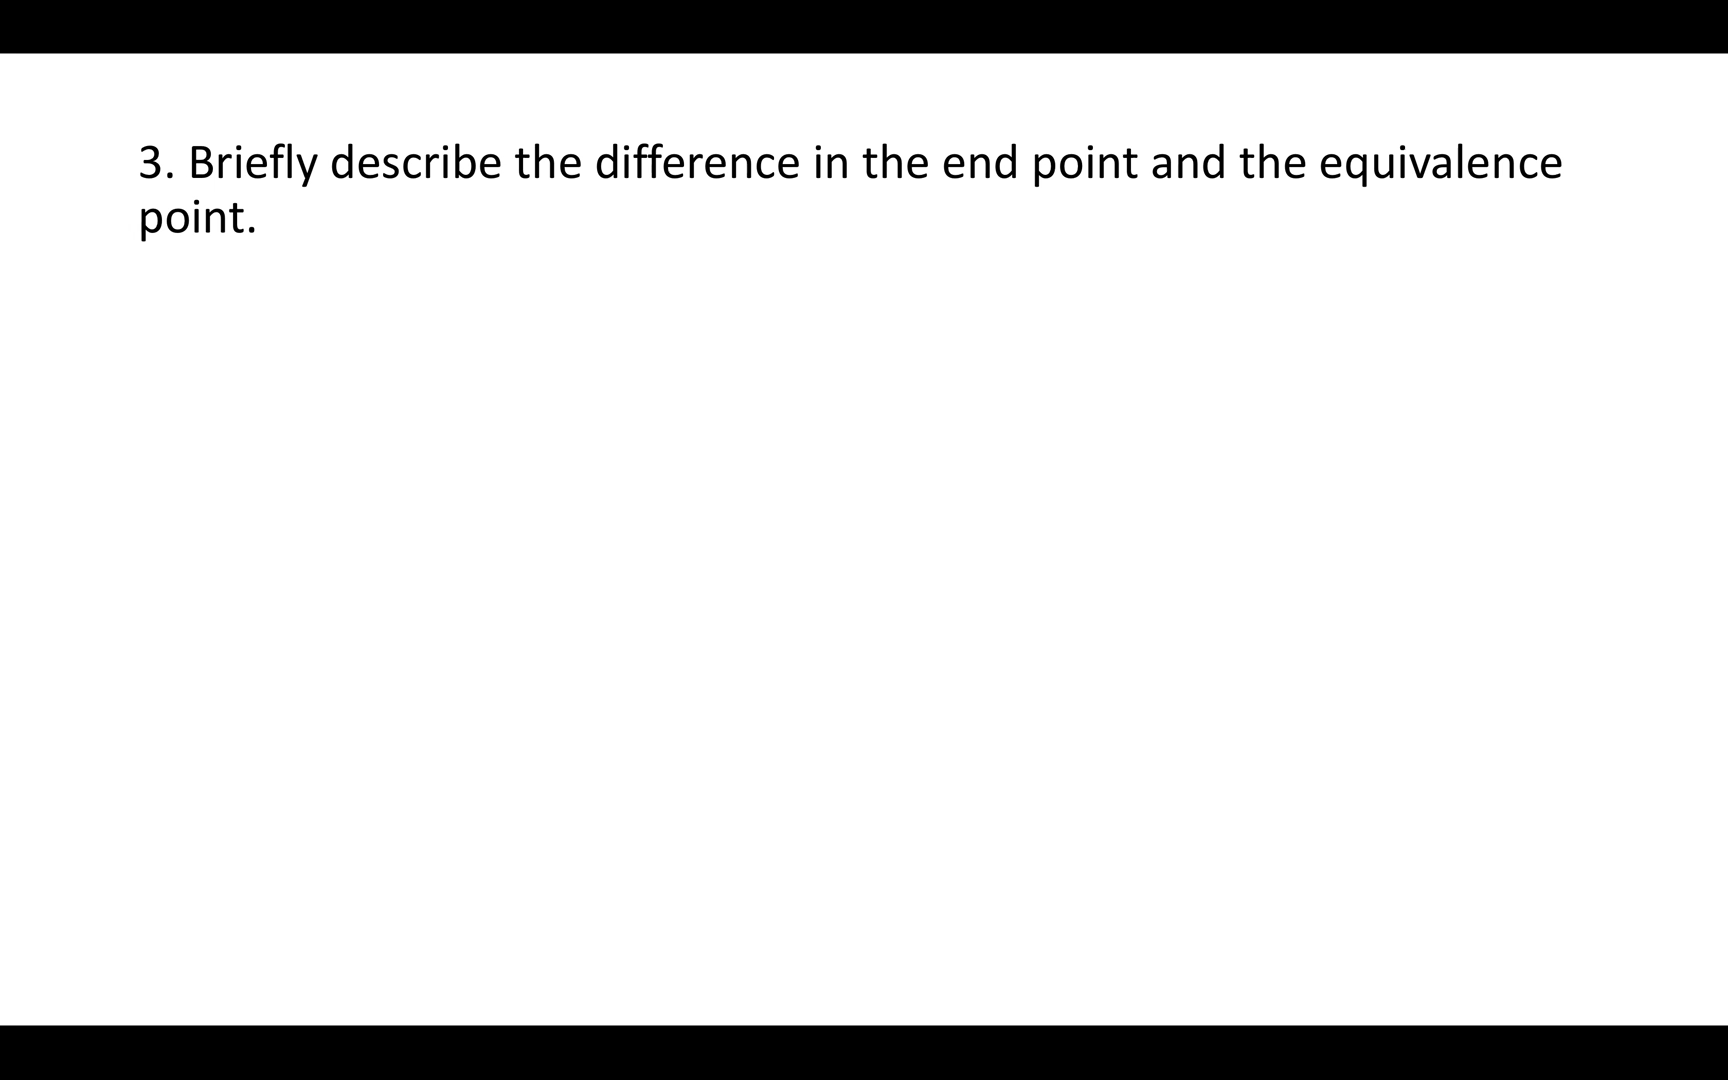 3. Briefly describe the difference in the end point and the equivalence
point.